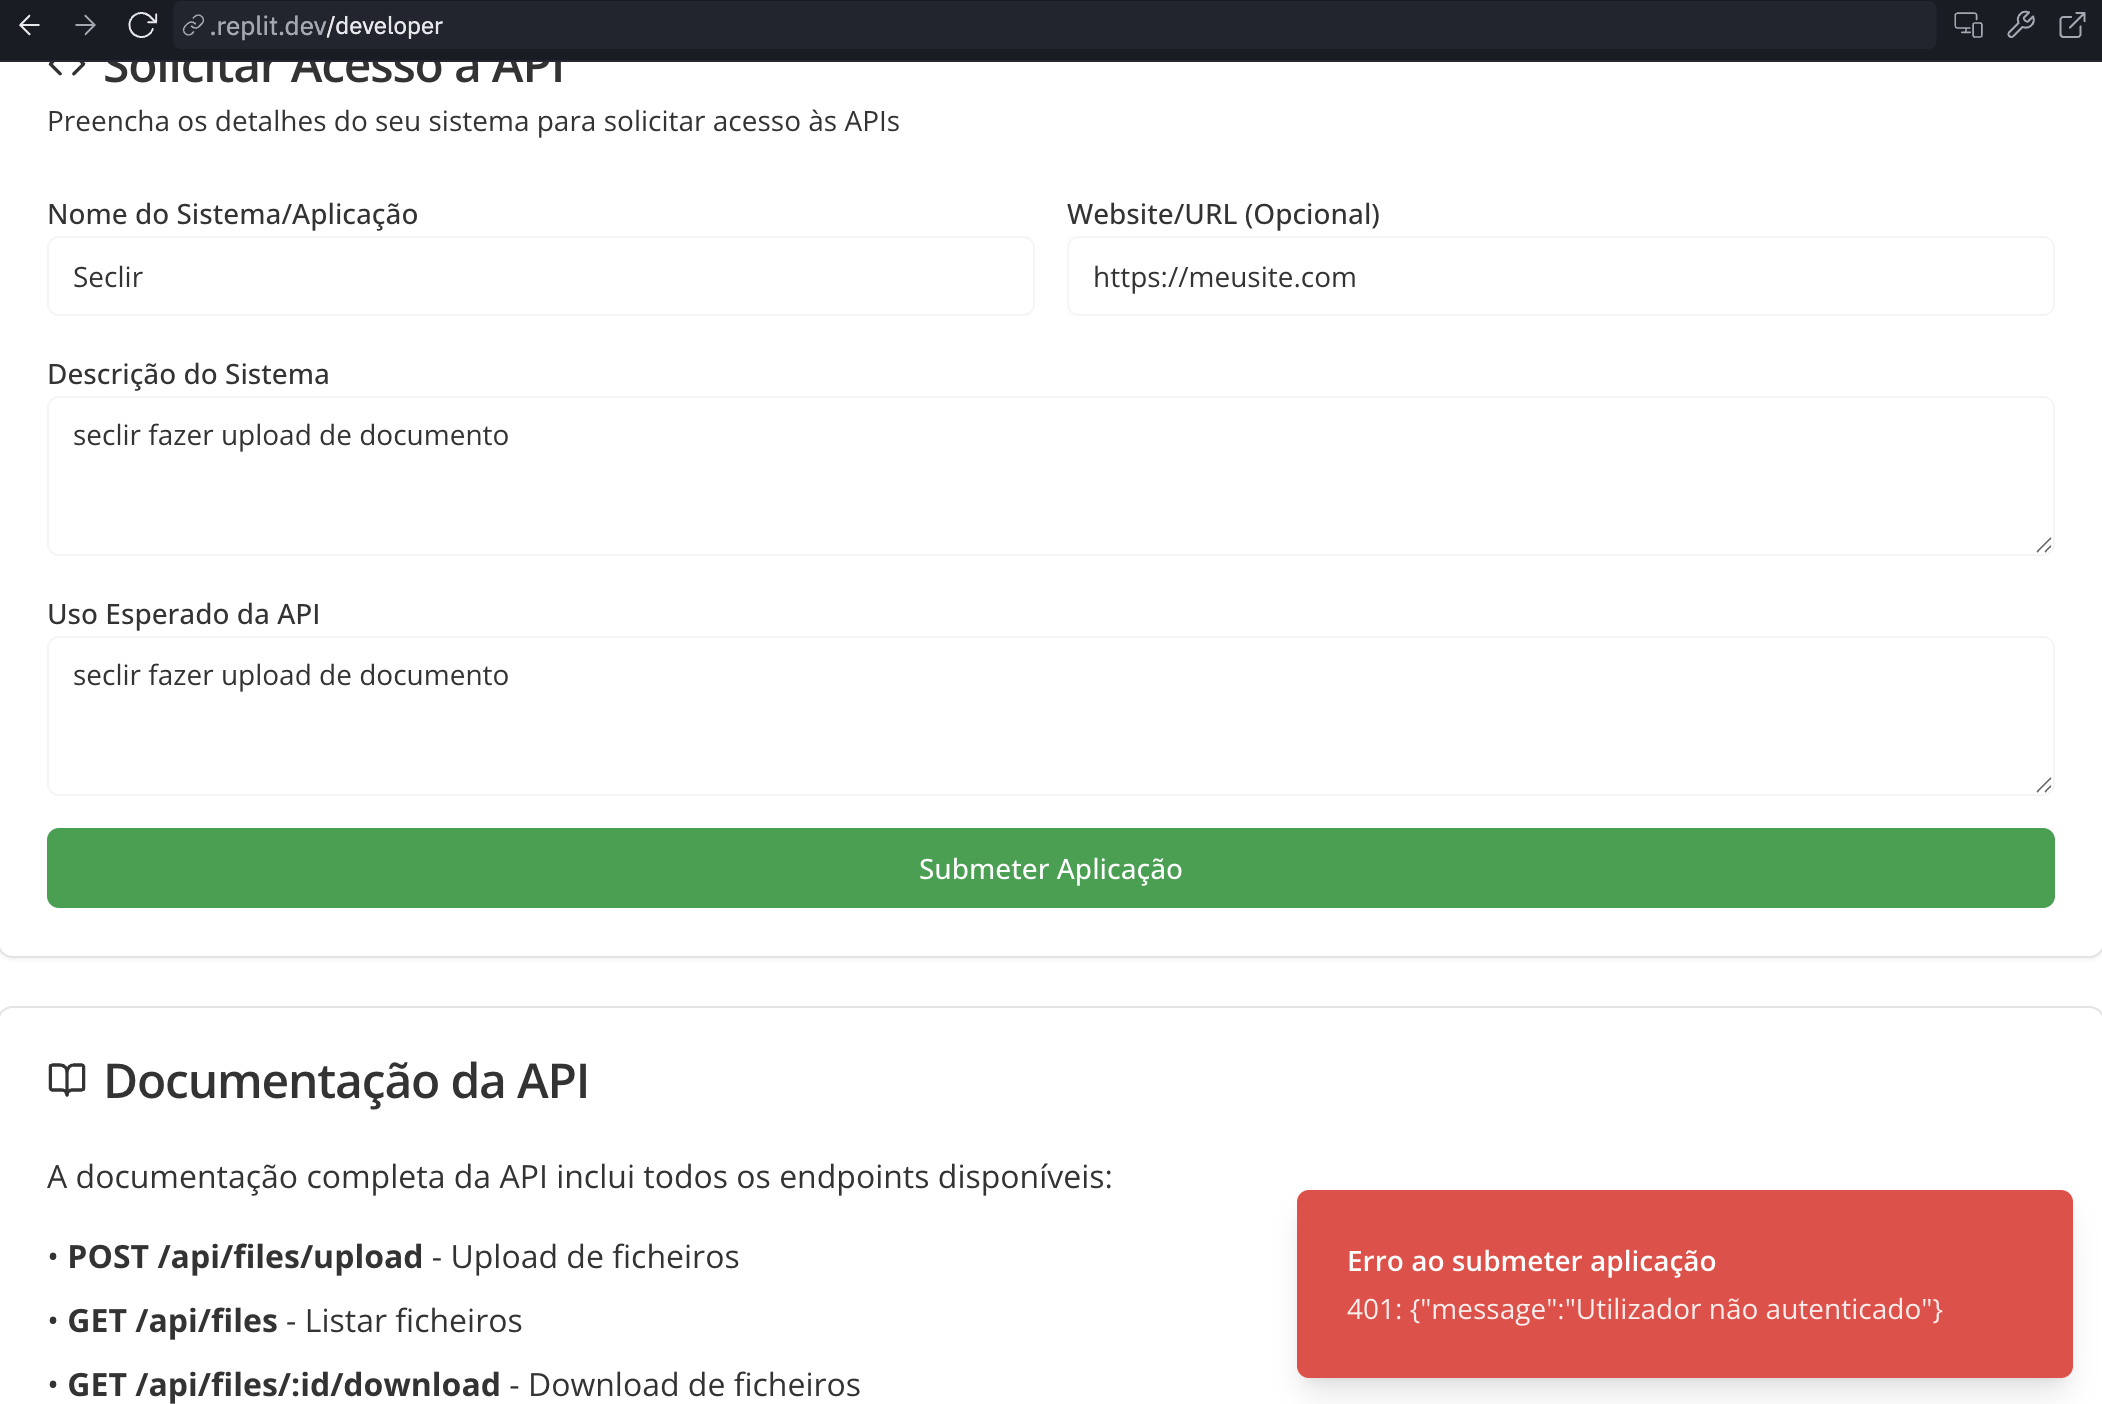 .replit.dev/developer
Solicitar Acesso à API
Preencha os detalhes do seu sistema para solicitar acesso às APIs
Nome do Sistema/Aplicação
Website/URL (Opcional)
Seclir
https://meusite.com
Descrição do Sistema
seclir fazer upload de documento
Uso Esperado da API
seclir fazer upload de documento
Submeter Aplicação
Documentação da API
A documentação completa da API inclui todos os endpoints disponíveis:
• POST /api/files/upload - Upload de ficheiros
• GET /api/files - Listar ficheiros
• GET /api/files/:id/download - Download de ficheiros
Erro ao submeter aplicação
401: {"message":"Utilizador não autenticado"}